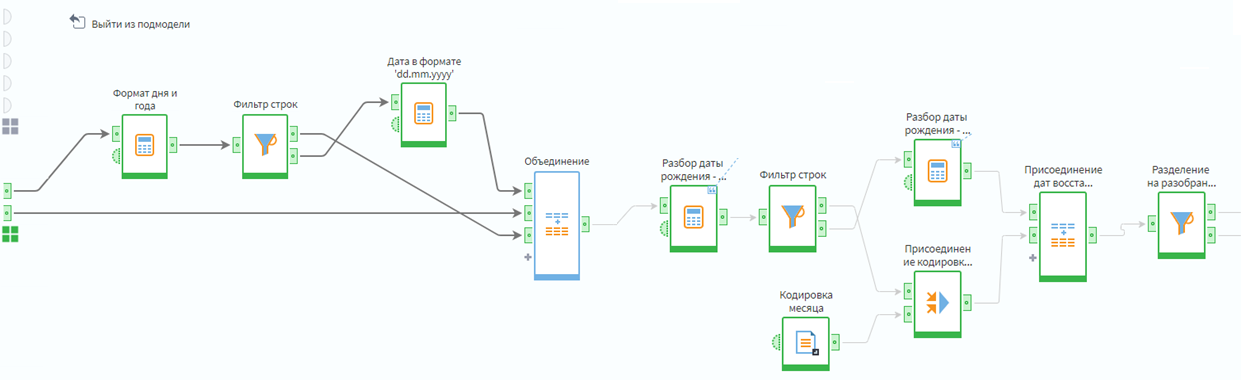 Выйти из подмодели
Формат дня и
года
Фильтр строк
Дата в формате
'dd.mm.yyyy'
Объединение
Разбор даты
рождения - ...
Фильтр строк
Кодировка
месяца
Разбор даты
рождения - ...
Присоединен
ие кодировк...
Присоединение
дат восста...
Разделение
на разобран...